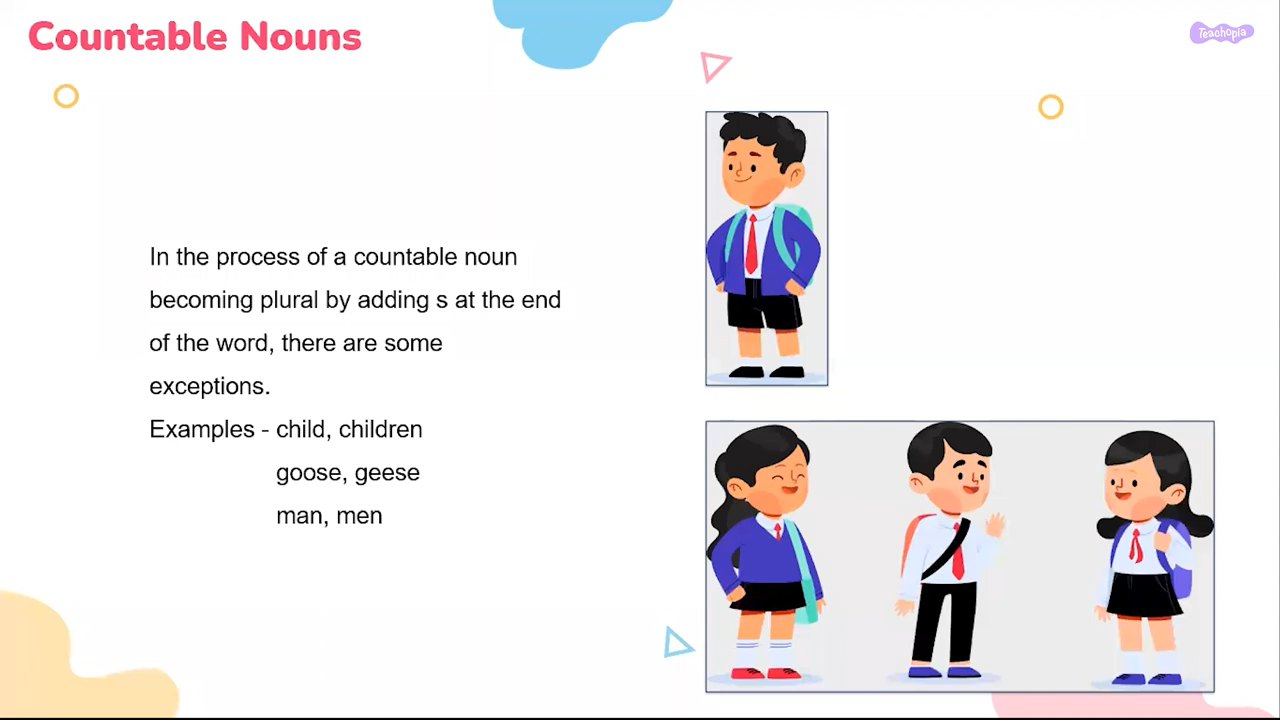 Countable Nouns
Teachopia
In the process of a countable noun
becoming plural by adding s at the end
of the word, there are some
exceptions.
Examples - child, children
goose, geese
man, men